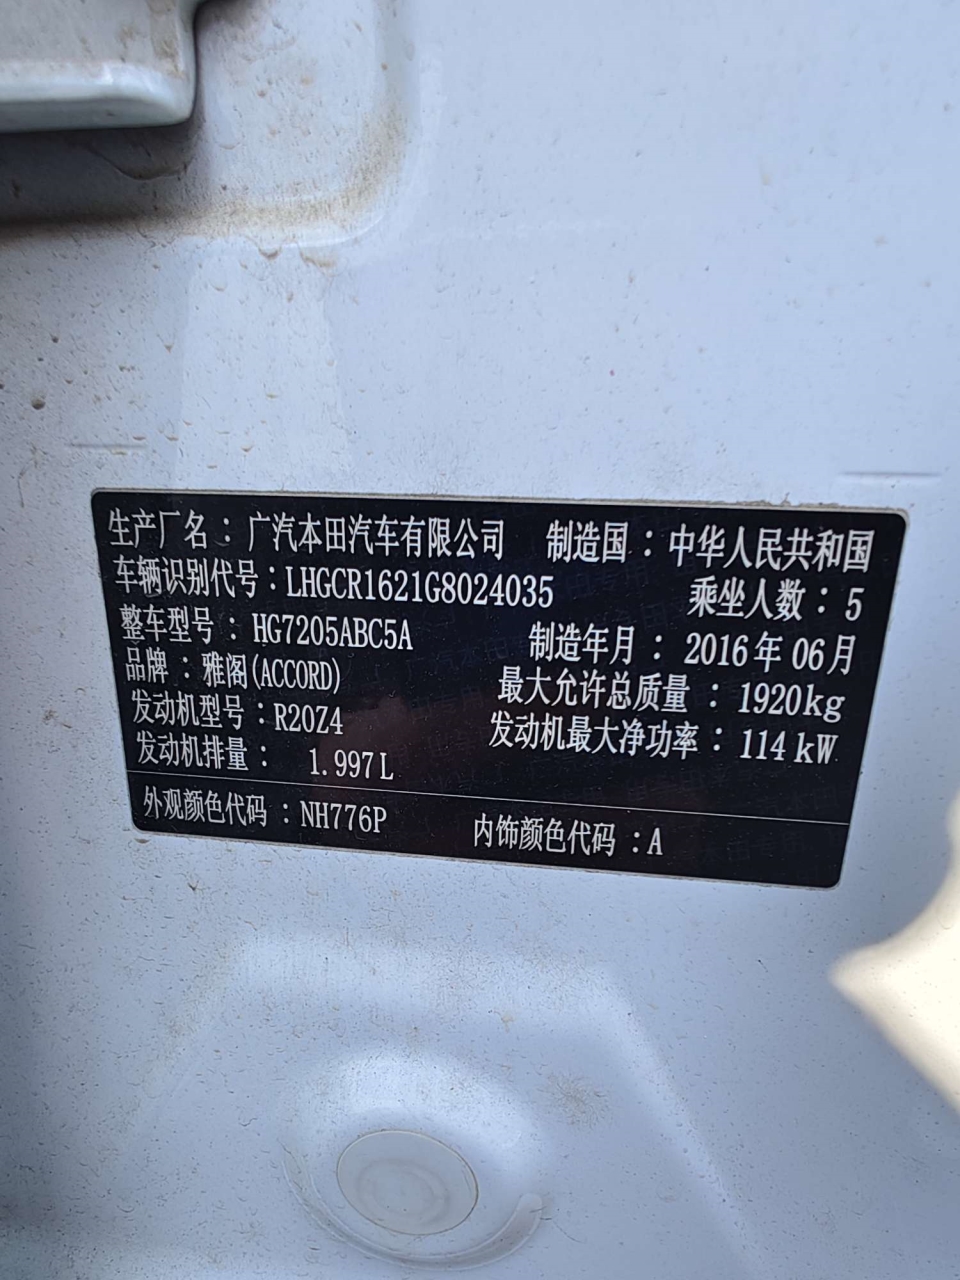 生产厂名：广汽本田汽车有限公司 制造国：中华人民共和国
车辆识别代号：LHGCR1621G8024035 乘坐人数：5
整车型号：HG7205ABC5A 制造年月：2016年06月
品牌：雅阁(ACCORD) 最大允许总质量：1920kg
发动机型号：R20Z4 发动机最大净功率：114kW
发动机排量：1.997L
外观颜色代码：NH776P 内饰颜色代码：A